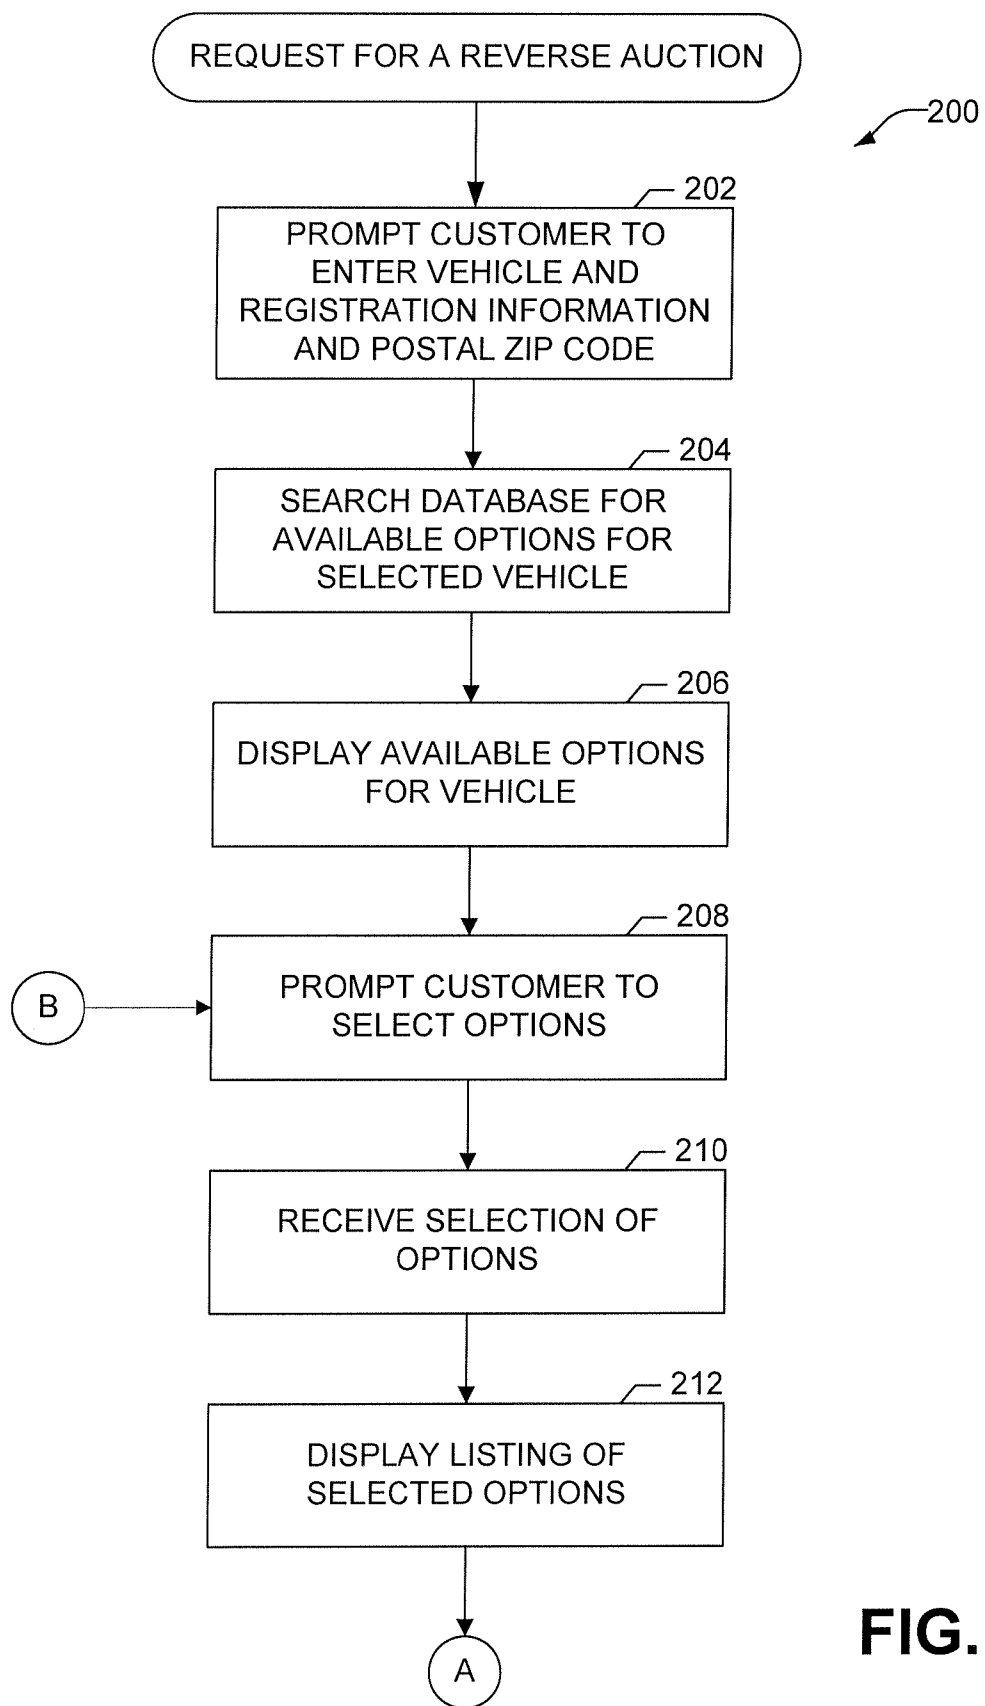 REQUEST FOR A REVERSE AUCTION
200
202
PROMPT CUSTOMER TO
ENTER VEHICLE AND
REGISTRATION INFORMATION
AND POSTAL ZIP CODE
204
SEARCH DATABASE FOR
AVAILABLE OPTIONS FOR
SELECTED VEHICLE
206
DISPLAY AVAILABLE OPTIONS
FOR VEHICLE
208
B
PROMPT CUSTOMER TO
SELECT OPTIONS
210
RECEIVE SELECTION OF
OPTIONS
212
DISPLAY LISTING OF
SELECTED OPTIONS
A
FIG.